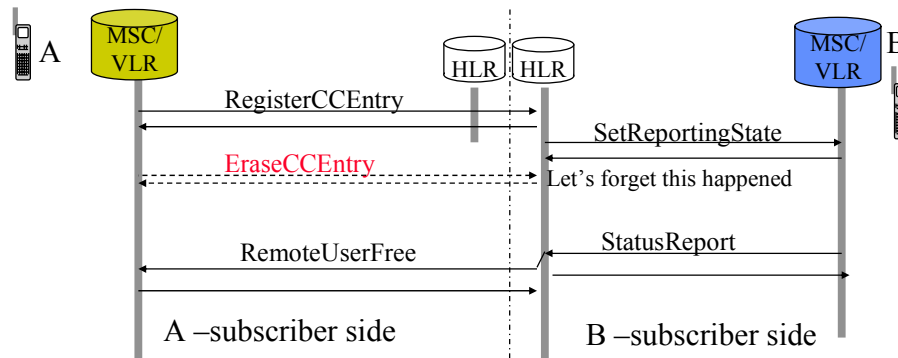 A
MSC/
VLR
HLR
HLR
MSC/
VLR
B
RegisterCCEntry
SetReportingState
EraseCCEntry
Let's forget this happened
StatusReport
RemoteUserFree
A –subscriber side
B –subscriber side